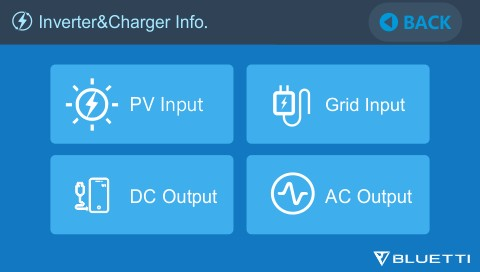 Inverter&Charger Info.
BACK
PV Input
Grid Input
DC Output
AC Output
BLUETTI